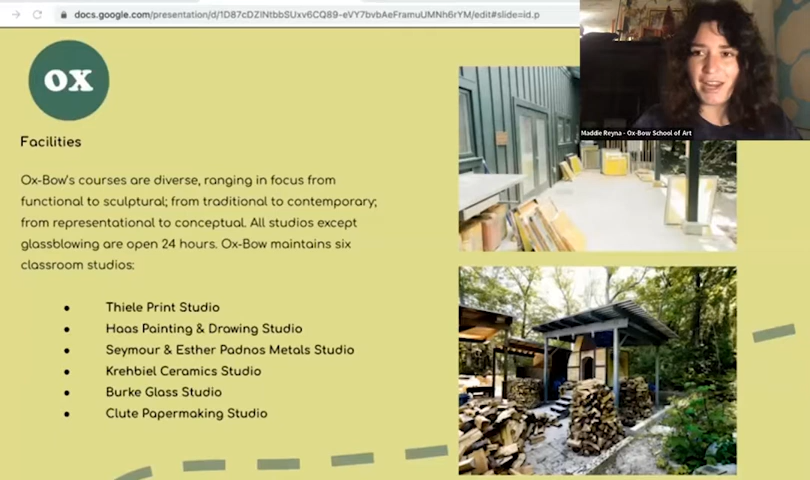 docs.google.com/presentation/d/1D87cDZINtbbSUxv6CQ89-eVY7bvbAeFramuUMNh6rYM/edit#slide=id.p
OX
Maddie Reyna - Ox-Bow School of Art
Facilities
Ox-Bow's courses are diverse, ranging in focus from
functional to sculptural; from traditional to contemporary;
from representational to conceptual. All studios except
glassblowing are open 24 hours. Ox-Bow maintains six
classroom studios:
● Thiele Print Studio
● Haas Painting & Drawing Studio
● Seymour & Esther Padnos Metals Studio
● Krehbiel Ceramics Studio
● Burke Glass Studio
● Clute Papermaking Studio